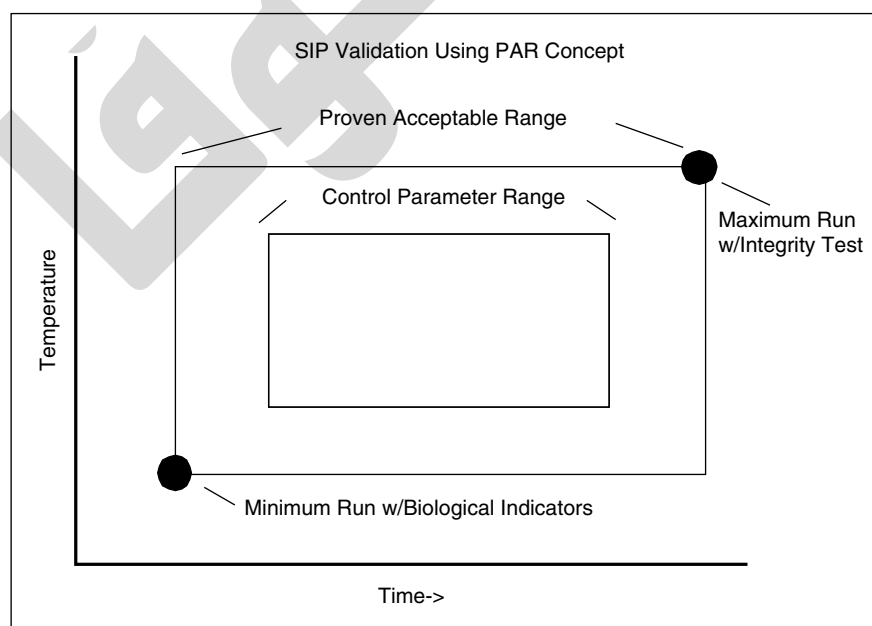 SIP Validation Using PAR Concept
Proven Acceptable Range
Control Parameter Range
Maximum Run
w/Integrity Test
Temperature
Minimum Run w/Biological Indicators
Time->